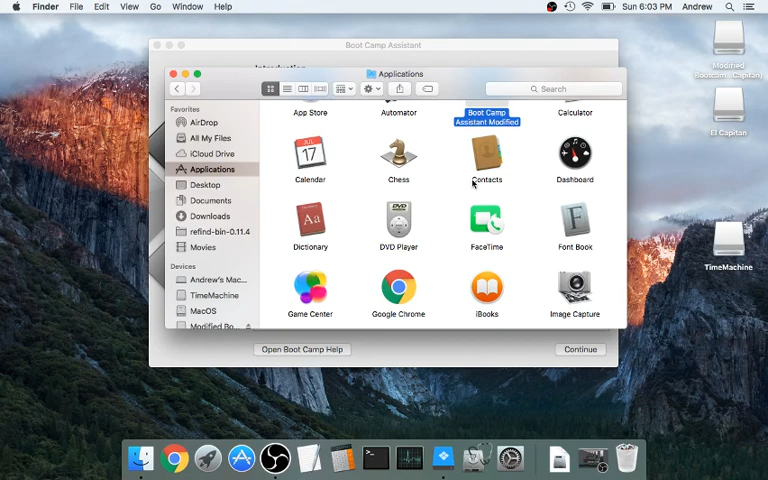 Finder File Edit View Go Window Help
Sun 6:03 PM Andrew
Boot Camp Assistant
Introduction
Applications
Search
Favorites
AirDrop
All My Files
iCloud Drive
Applications
Desktop
Documents
Downloads
refind-bin-0.11.4
Movies
Devices
Andrew's Mac...
TimeMachine
MacOS
Modified Bo...
App Store
Automator
Boot Camp
Assistant Modified
Calculator
JUL
17
Calendar
Chess
Contacts
Dashboard
Aa
Dictionary
DVD
DVD Player
FaceTime
F
Font Book
Game Center
Google Chrome
iBooks
Image Capture
Open Boot Camp Help
Continue
Modified
El Capitan
TimeMachine